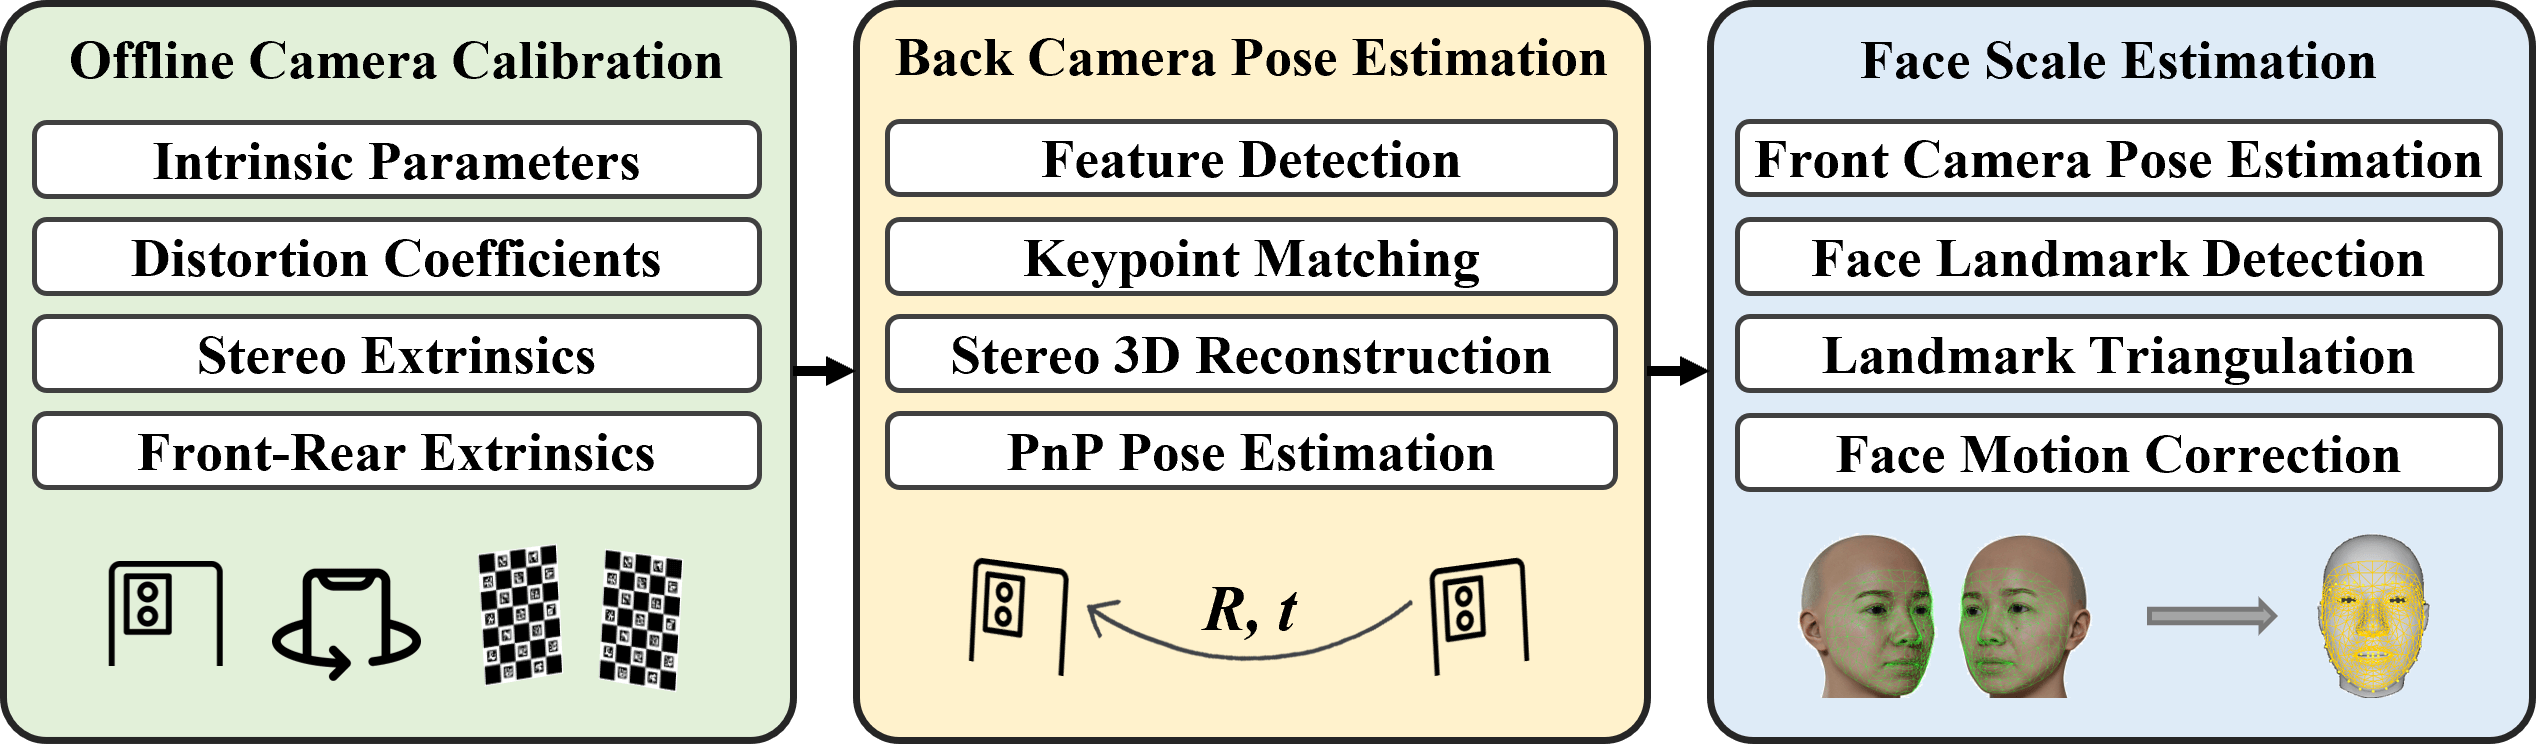 Offline Camera Calibration
Intrinsic Parameters
Distortion Coefficients
Stereo Extrinsics
Front-Rear Extrinsics
Back Camera Pose Estimation
Feature Detection
Keypoint Matching
Stereo 3D Reconstruction
PnP Pose Estimation
R, t
Face Scale Estimation
Front Camera Pose Estimation
Face Landmark Detection
Landmark Triangulation
Face Motion Correction